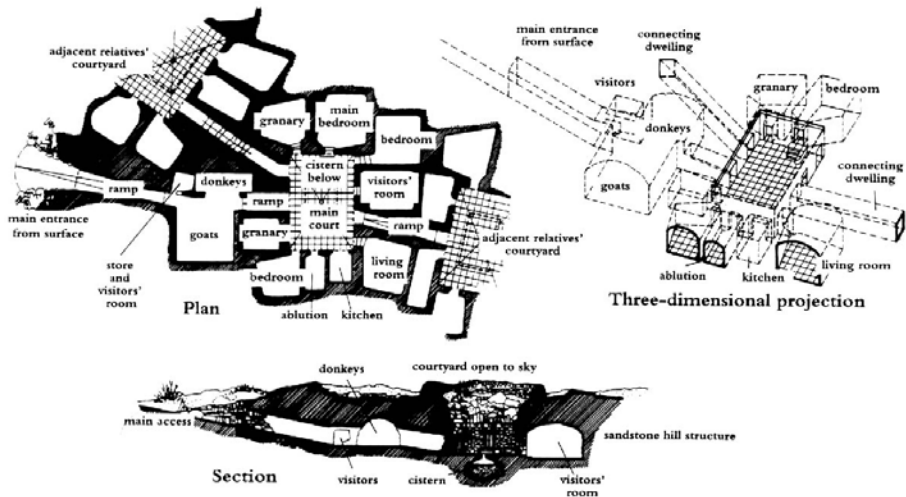 adjacent relatives'
courtyard
granary
main
bedroom
bedroom
cistern
below
donkeys
visitors'
room
ramp
ramp
main
court
main entrance
from surface
goats
granary
ramp
adjacent relatives'
courtyard
store
and
visitors'
room
bedroom
living
room
ablution
kitchen
Plan
main entrance
from surface
connecting
dwelling
visitors
granary
bedroom
donkeys
connecting
dwelling
goats
ablution
kitchen
living room
Three-dimensional projection
donkeys
courtyard open to sky
main access
sandstone hill structure
Section
visitors
cistern
visitors'
room